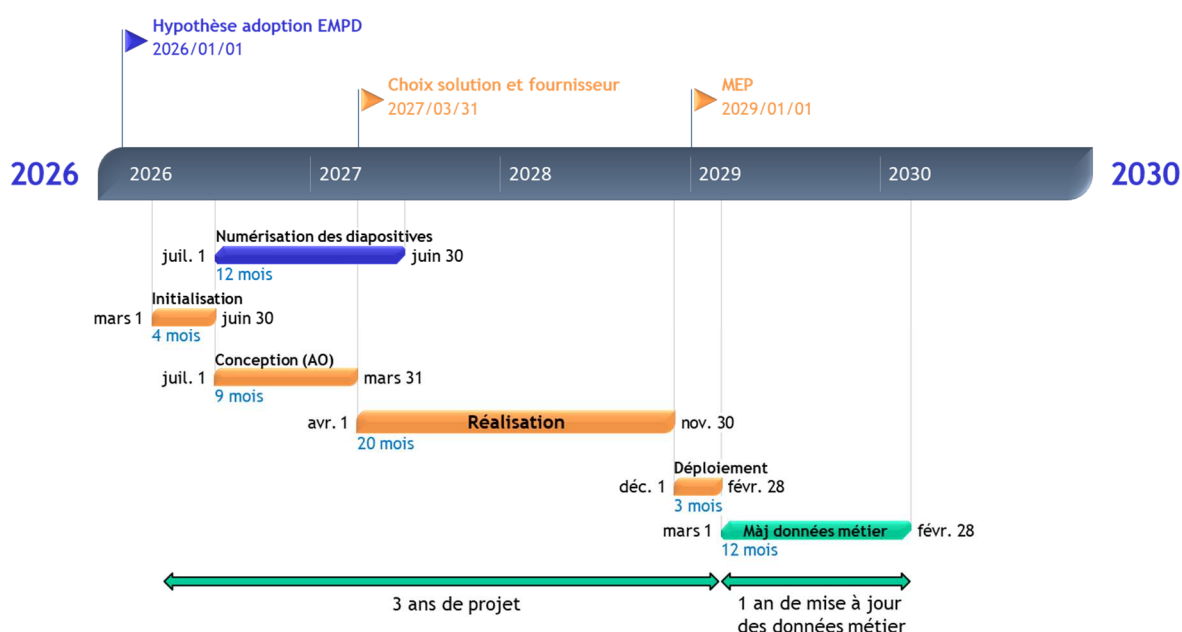 Hypothèse adoption EMPD
2026/01/01
Choix solution et fournisseur
2027/03/31
MEP
2029/01/01
2026
2026
2027
2028
2029
2030
2030
Numérisation des diapositives
juil. 1
juin 30
12 mois
Initialisation
mars 1
juin 30
4 mois
Conception (AO)
juil. 1
mars 31
9 mois
avr. 1
Réalisation
nov. 30
20 mois
Déploiement
déc. 1
févr. 28
3 mois
mars 1
Màj données métier
févr. 28
12 mois
3 ans de projet
1 an de mise à jour
des données métier